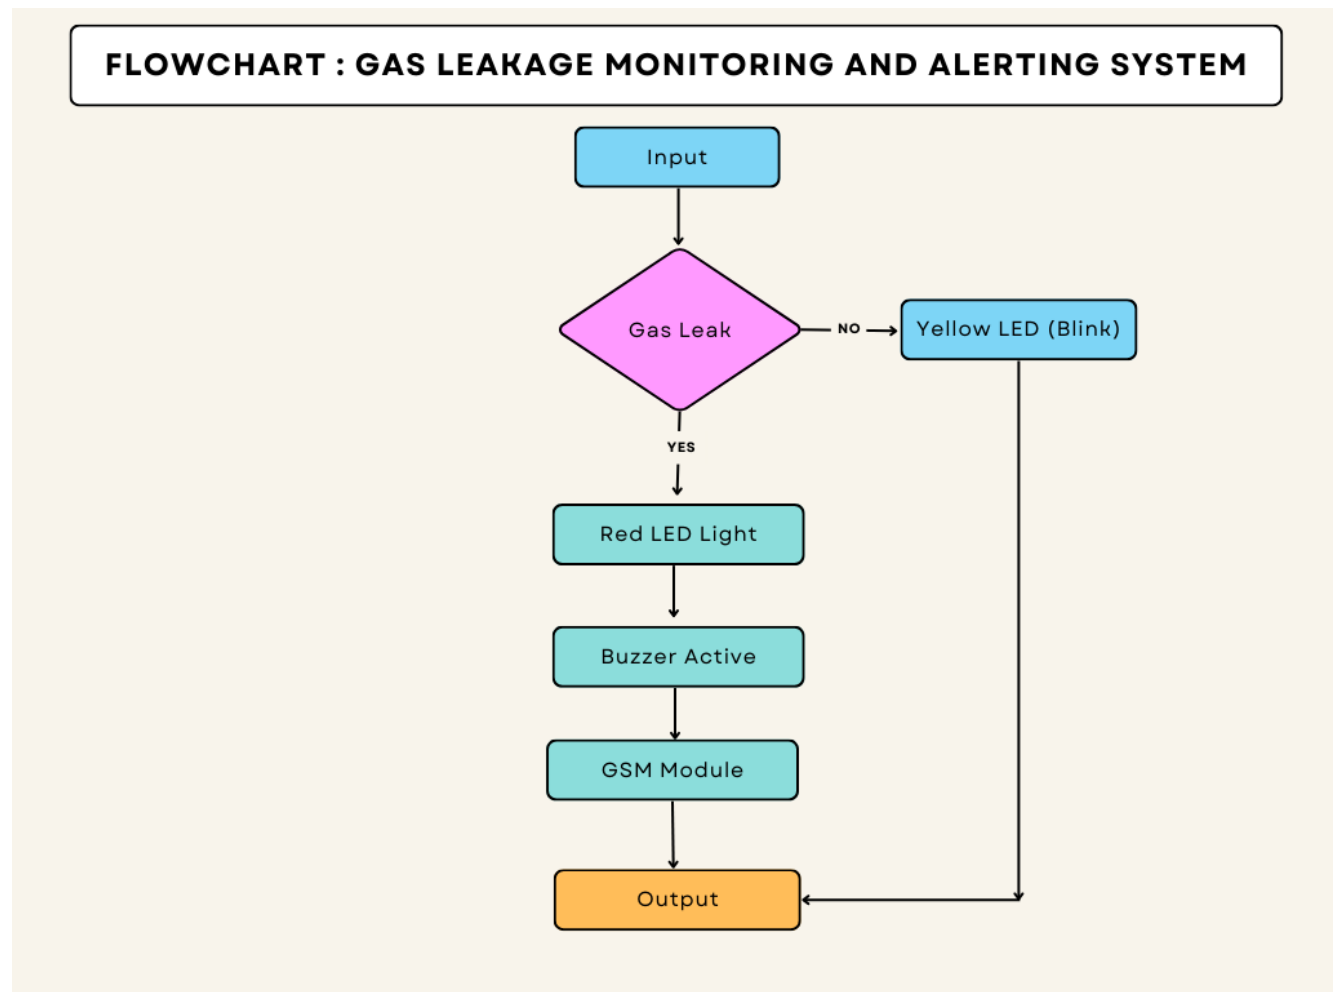 FLOWCHART : GAS LEAKAGE MONITORING AND ALERTING SYSTEM
Input
Gas Leak
NO
Yellow LED (Blink)
YES
Red LED Light
Buzzer Active
GSM Module
Output